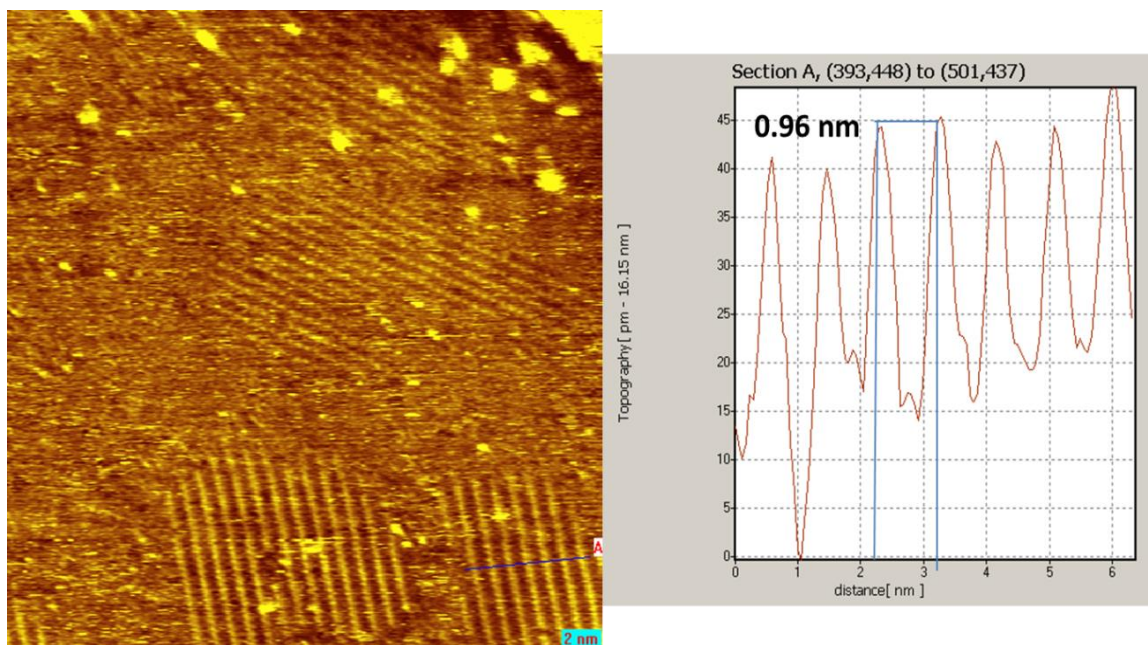 A
2 nm
Section A, (393,448) to (501,437)
0.96 nm
Topography[ pm - 16.15 nm ]
45
40
35
30
25
20
15
10
5
0
0 1 2 3 4 5 6
distance[ nm ]